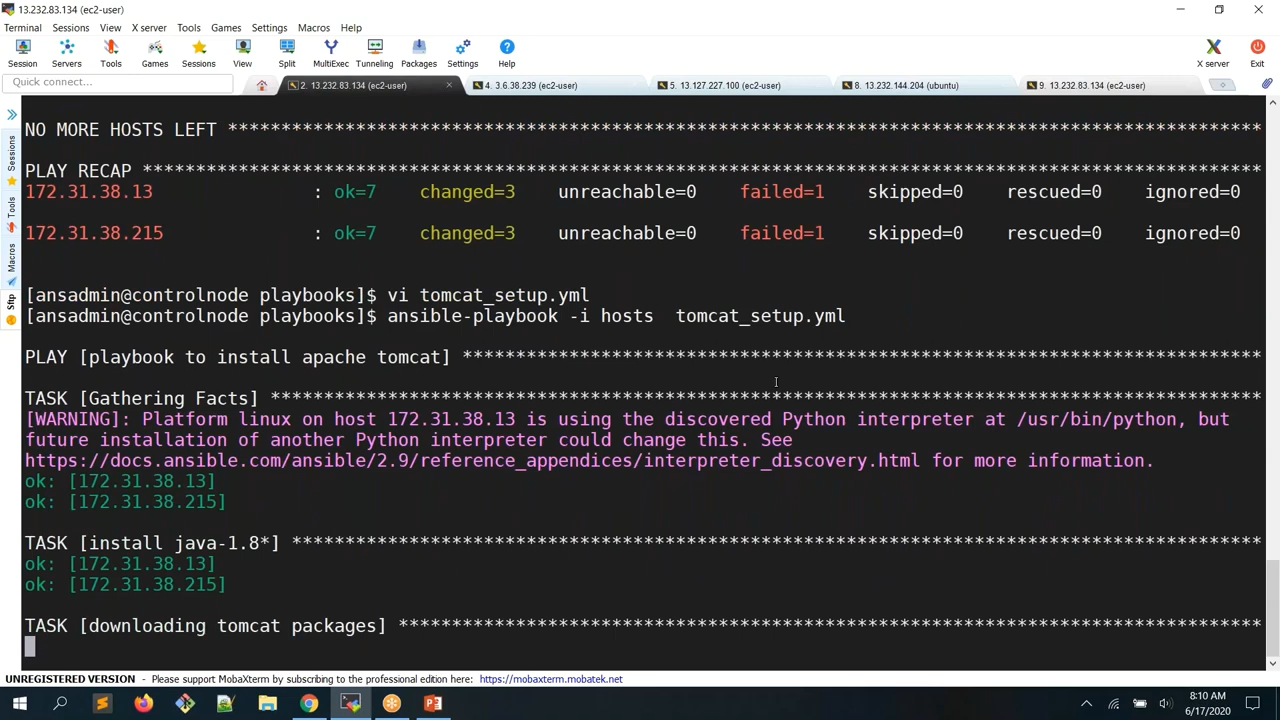 13.232.83.134 (ec2-user)
Terminal Sessions View X server Tools Games Settings Macros Help
Session Servers Tools Games Sessions View Split MultiExec Tunneling Packages Settings Help X server Exit
Quick connect... 2. 13.232.83.134 (ec2-user) 4. 3.6.38.239 (ec2-user) 5. 13.127.227.100 (ec2-user) 8. 13.232.144.204 (ubuntu) 9. 13.232.83.134 (ec2-user)
Sessions
Tools
Macros
Sftp
NO MORE HOSTS LEFT *************************************************************************************************
PLAY RECAP *********************************************************************************************************
172.31.38.13 : ok=7 changed=3 unreachable=0 failed=1 skipped=0 rescued=0 ignored=0
172.31.38.215 : ok=7 changed=3 unreachable=0 failed=1 skipped=0 rescued=0 ignored=0
[ansadmin@controlnode playbooks]$ vi tomcat_setup.yml
[ansadmin@controlnode playbooks]$ ansible-playbook -i hosts  tomcat_setup.yml
PLAY [playbook to install apache tomcat] ***************************************************************************
TASK [Gathering Facts] *********************************************************************************************
[WARNING]: Platform linux on host 172.31.38.13 is using the discovered Python interpreter at /usr/bin/python, but
future installation of another Python interpreter could change this. See
https://docs.ansible.com/ansible/2.9/reference_appendices/interpreter_discovery.html for more information.
ok: [172.31.38.13]
ok: [172.31.38.215]
TASK [install java-1.8*] *******************************************************************************************
ok: [172.31.38.13]
ok: [172.31.38.215]
TASK [downloading tomcat packages] *********************************************************************************
UNREGISTERED VERSION - Please support MobaXterm by subscribing to the professional edition here: https://mobaxterm.mobatek.net
8:10 AM
6/17/2020